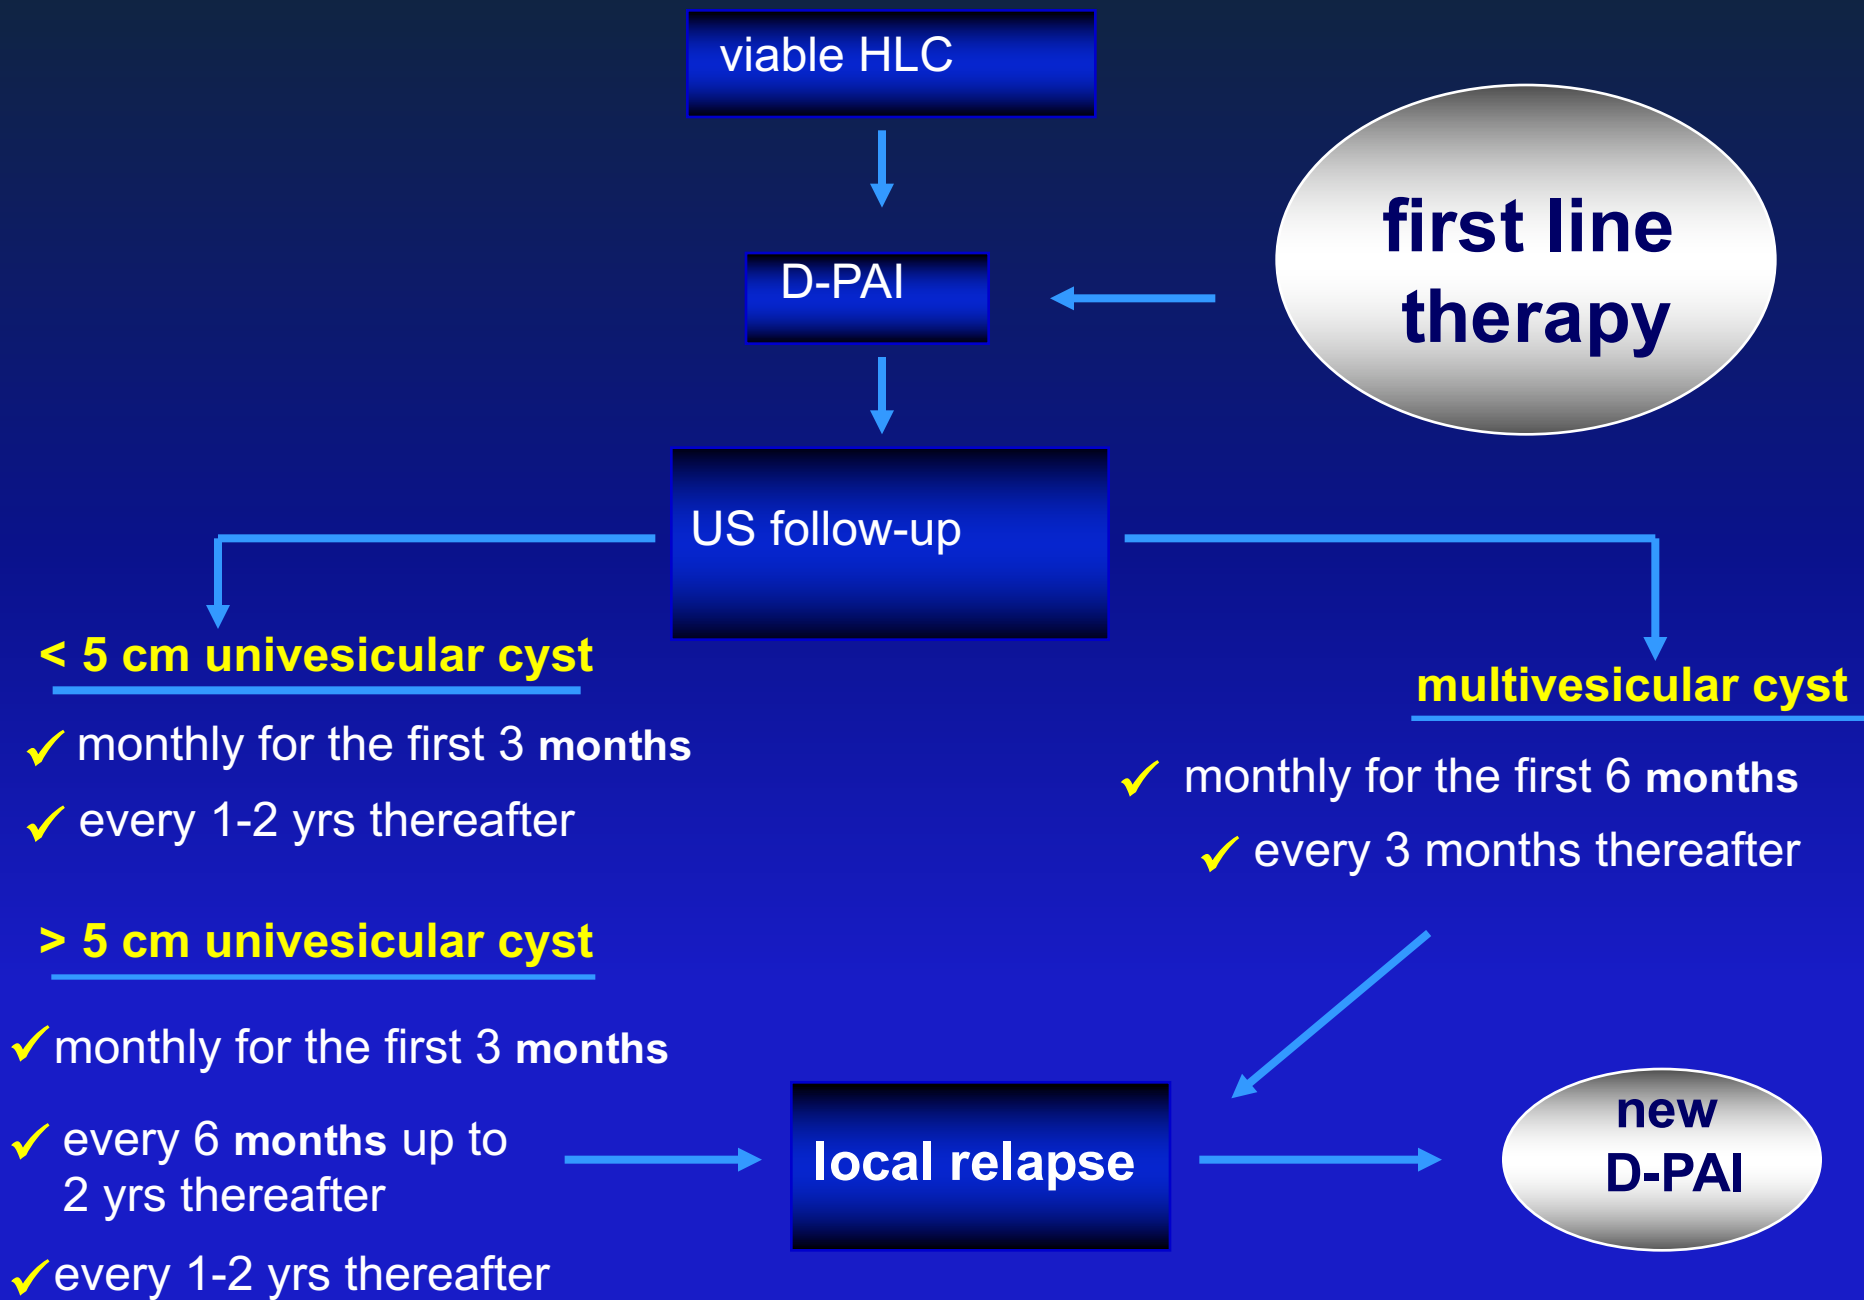 viable HLC
first line
therapy
D-PAI
US follow-up
< 5 cm univesicular cyst
monthly for the first 3 months
every 1-2 yrs thereafter
multivesicular cyst
monthly for the first 6 months
every 3 months thereafter
> 5 cm univesicular cyst
monthly for the first 3 months
every 6 months up to
2 yrs thereafter
every 1-2 yrs thereafter
local relapse
new
D-PAI